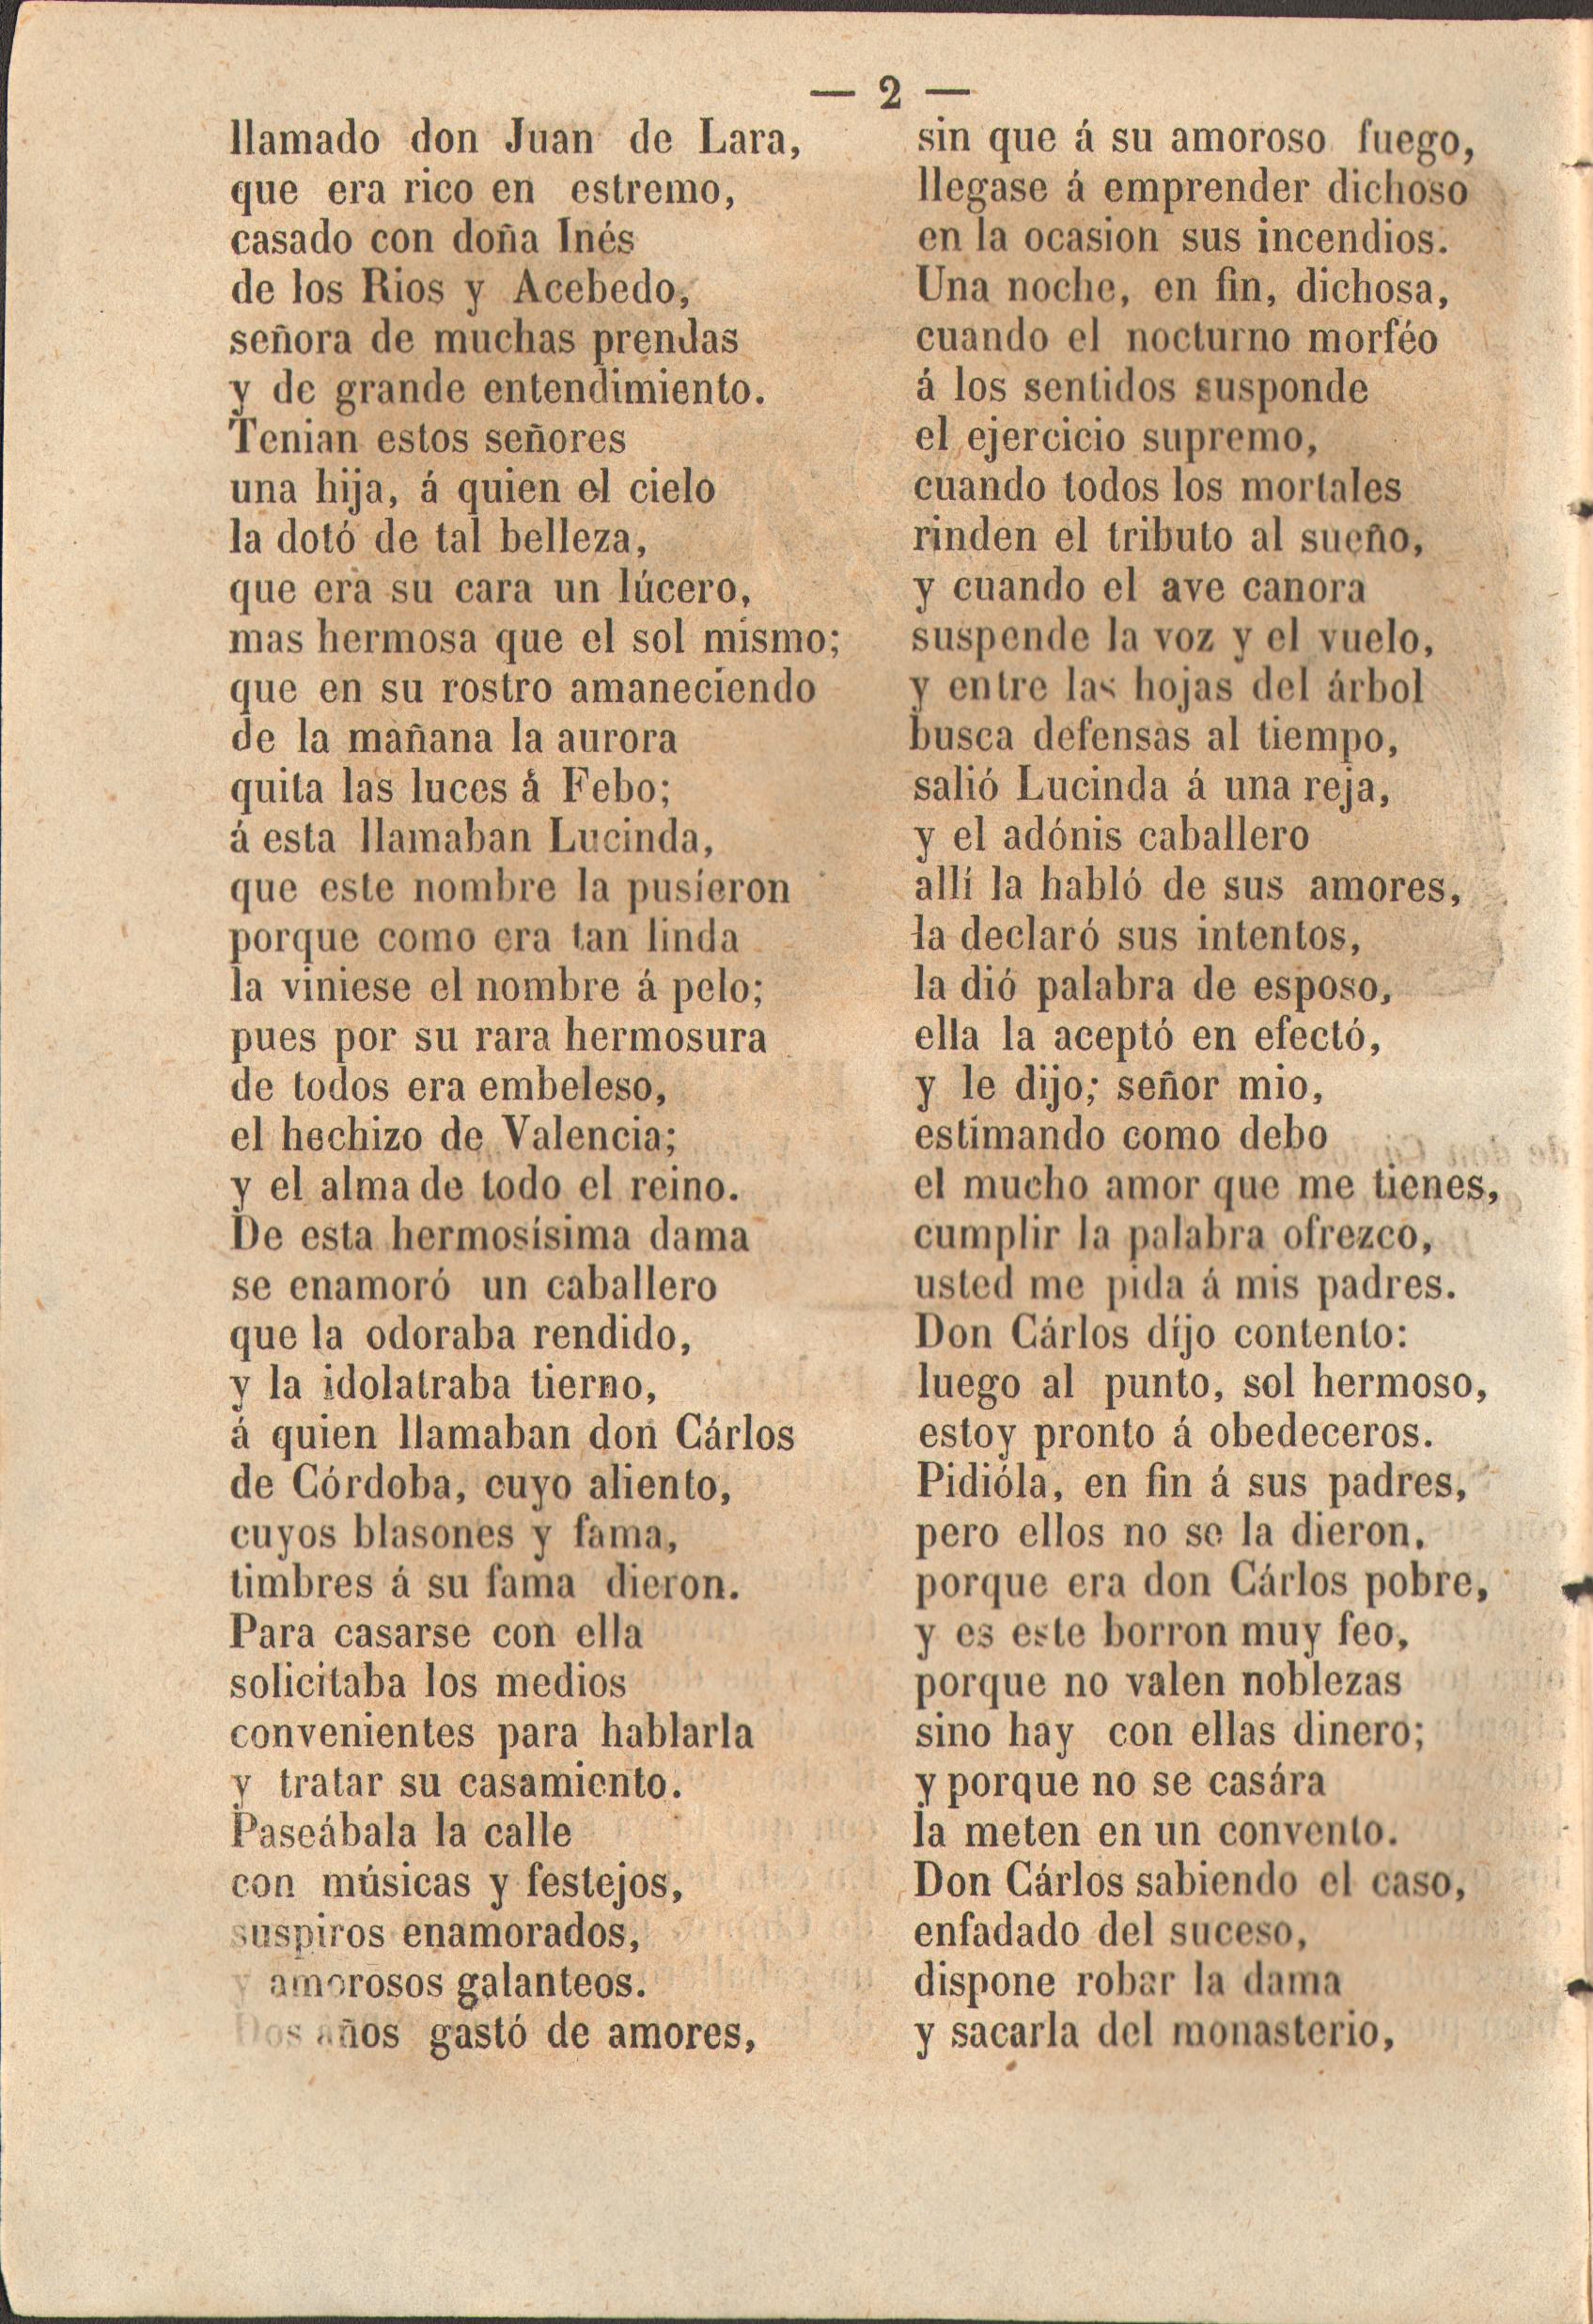 — 2 —
llamado don Juan de Lara,
que era rico en estremo,
casado con doña Inés
de los Rios y Acebedo,
señora de muchas prendas
y de grande entendimiento.
Tenian estos señores
una hija, á quien el cielo
la dotó de tal belleza,
que era su cara un lúcero,
mas hermosa que el sol mismo;
que en su rostro amaneciendo
de la mañana la aurora
quita las luces á Febo;
á esta llamaban Lucinda,
que este nombre la pusieron
porque como era tan linda
la viniese el nombre á pelo;
pues por su rara hermosura
de todos era embeleso,
el hechizo de Valencia;
y el alma de todo el reino.
De esta hermosísima dama
se enamoró un caballero
que la odoraba rendido,
y la idolatraba tierno,
á quien llamaban don Cárlos
de Córdoba, cuyo aliento,
cuyos blasones y fama,
timbres á su fama dieron.
Para casarse con ella
solicitaba los medios
convenientes para hablarla
y tratar su casamiento.
Paseábala la calle
con músicas y festejos,
suspiros enamorados,
y amorosos galanteos.
Dos años gastó de amores,
sin que á su amoroso fuego,
llegase á emprender dichoso
en la ocasion sus incendios.
Una noche, en fin, dichosa,
cuando el nocturno morféo
á los sentidos susponde
el ejercicio supremo,
cuando todos los mortales
rinden el tributo al sueño,
y cuando el ave canora
suspende la voz y el vuelo,
y entre las hojas del árbol
busca defensas al tiempo,
salió Lucinda á una reja,
y el adónis caballero
allí la habló de sus amores,
la declaró sus intentos,
la dió palabra de esposo,
ella la aceptó en efectó,
y le dijo; señor mio,
estimando como debo
el mucho amor que me tienes,
cumplir la palabra ofrezco,
usted me pida á mis padres.
Don Cárlos dijo contento:
luego al punto, sol hermoso,
estoy pronto á obedeceros.
Pidióla, en fin á sus padres,
pero ellos no se la dieron.
porque era don Cárlos pobre,
y es este borron muy feo,
porque no valen noblezas
sino hay con ellas dinero;
y porque no se casára
la meten en un convento.
Don Cárlos sabiendo el caso,
enfadado del suceso,
dispone robar la dama
y sacarla del monasterio,